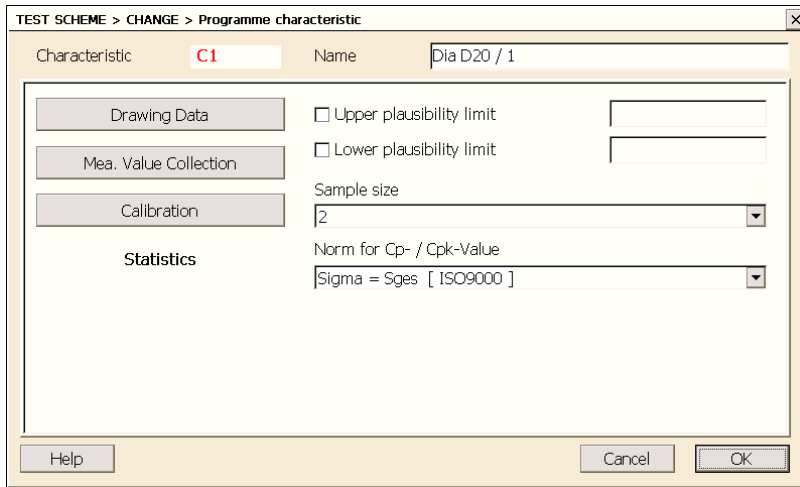 TEST SCHEME > CHANGE > Programme characteristic
Characteristic C1 Name Dia D20 / 1
Drawing Data
Mea. Value Collection
Calibration
Statistics
Upper plausibility limit
Lower plausibility limit
Sample size
2
Norm for Cp- / Cpk-Value
Sigma = Sges [ ISO9000 ]
Help Cancel OK